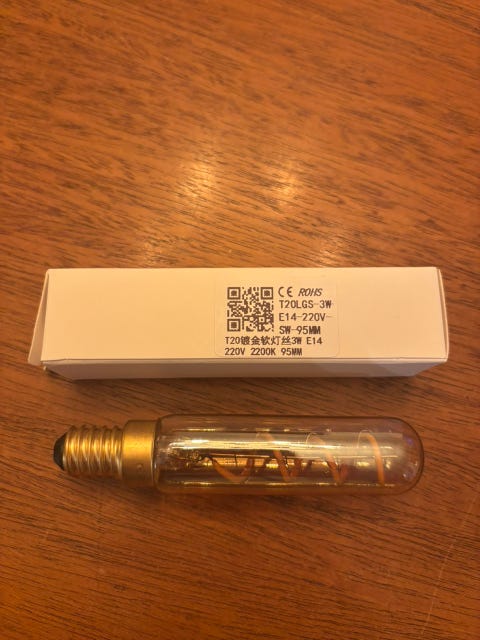 CE ROHS
T20LGS-3W
E14-220V-
SW-95MM
T20镀金软灯丝3W E14
220V 2200K 95MM